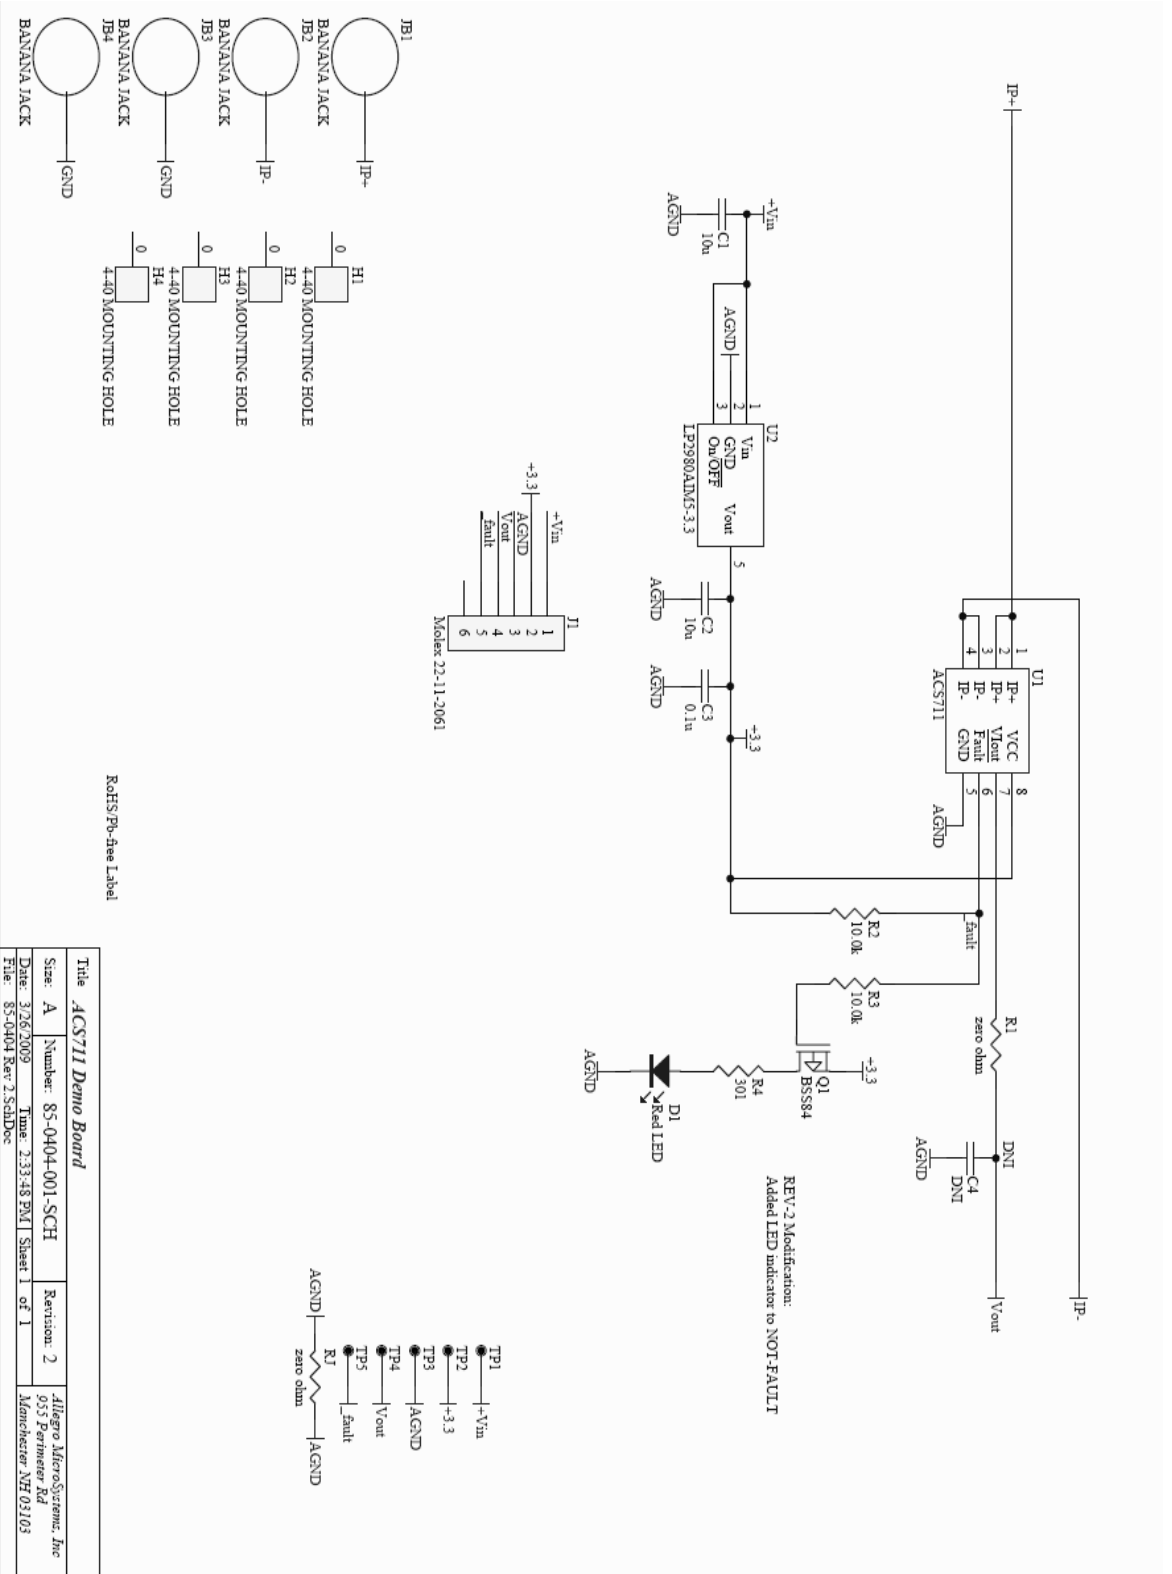 IP+
IP-
U1
1
2
3
4
IP+
IP+
IP-
IP-
VCC
VIout
Fault
GND
8
7
6
5
ACS711
AGND
R1
zero ohm
DNI
C4
DNI
AGND
Vout
_fault
R2
10.0k
R3
10.0k
+3.3
Q1
BSS84
R4
301
D1
Red LED
AGND
REV-2 Modification:
Added LED indicator to NOT-FAULT
+Vin
C1
10u
AGND
AGND
1
2
3
U2
Vin
GND
On/OFF
Vout
LP2980AIM5-3.3
5
C2
10u
AGND
C3
0.1u
AGND
+3.3
J1
+Vin
+3.3
AGND
Vout
_fault
1
2
3
4
5
6
Molex 22-11-2061
TP1
+Vin
TP2
+3.3
TP3
AGND
TP4
Vout
TP5
_fault
AGND
RJ
zero ohm
AGND
JB1
BANANA JACK
IP+
JB2
BANANA JACK
IP-
JB3
BANANA JACK
GND
JB4
BANANA JACK
GND
H1
0
4-40 MOUNTING HOLE
H2
0
4-40 MOUNTING HOLE
H3
0
4-40 MOUNTING HOLE
H4
0
4-40 MOUNTING HOLE
RoHS/Pb-free Label
Title ACS711 Demo Board
Size: A Number: 85-0404-001-SCH Revision: 2
Date: 3/26/2009 Time: 2:33:48 PM Sheet 1 of 1
File: 85-0404 Rev 2.SchDoc
Allegro MicroSystems, Inc
955 Perimeter Rd
Manchester NH 03103